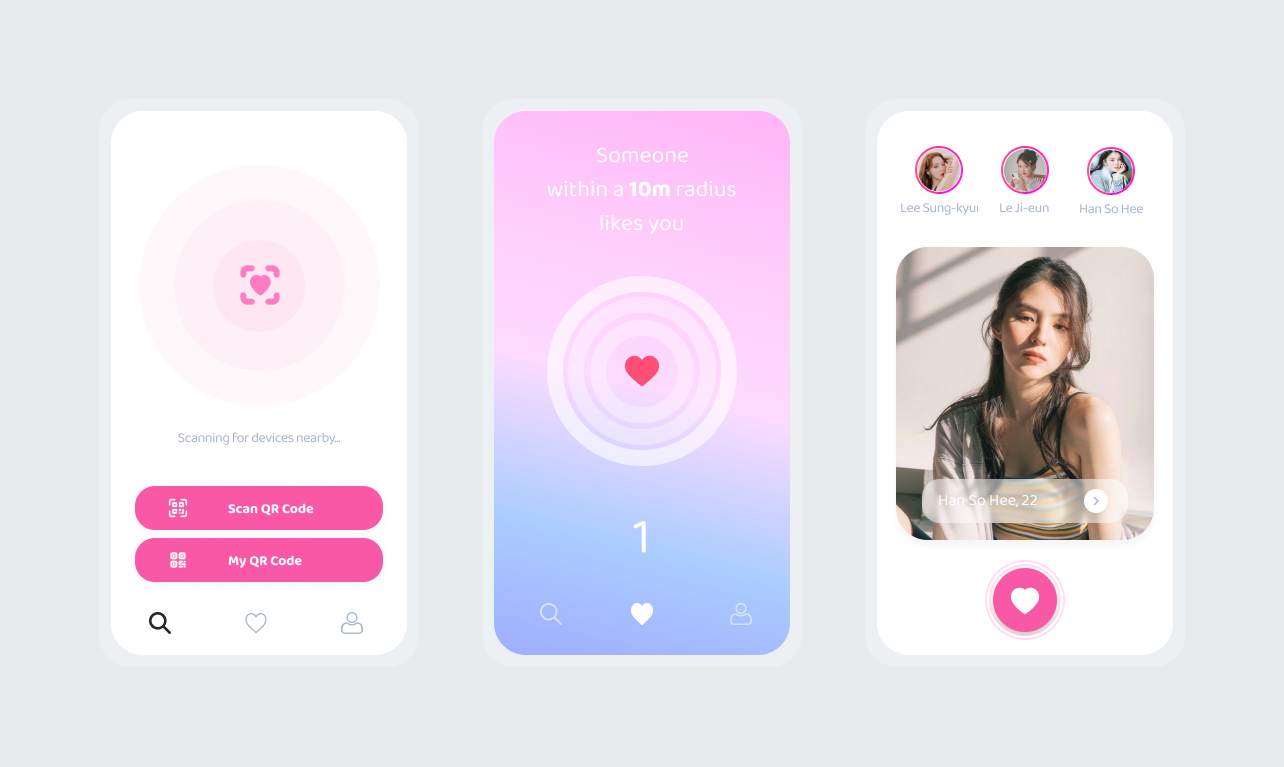 Scanning for devices nearby...
Scan QR Code
My QR Code
Someone
within a 10m radius
likes you
1
Lee Sung-kyu
Le Ji-eun
Han So Hee
Han So Hee, 22